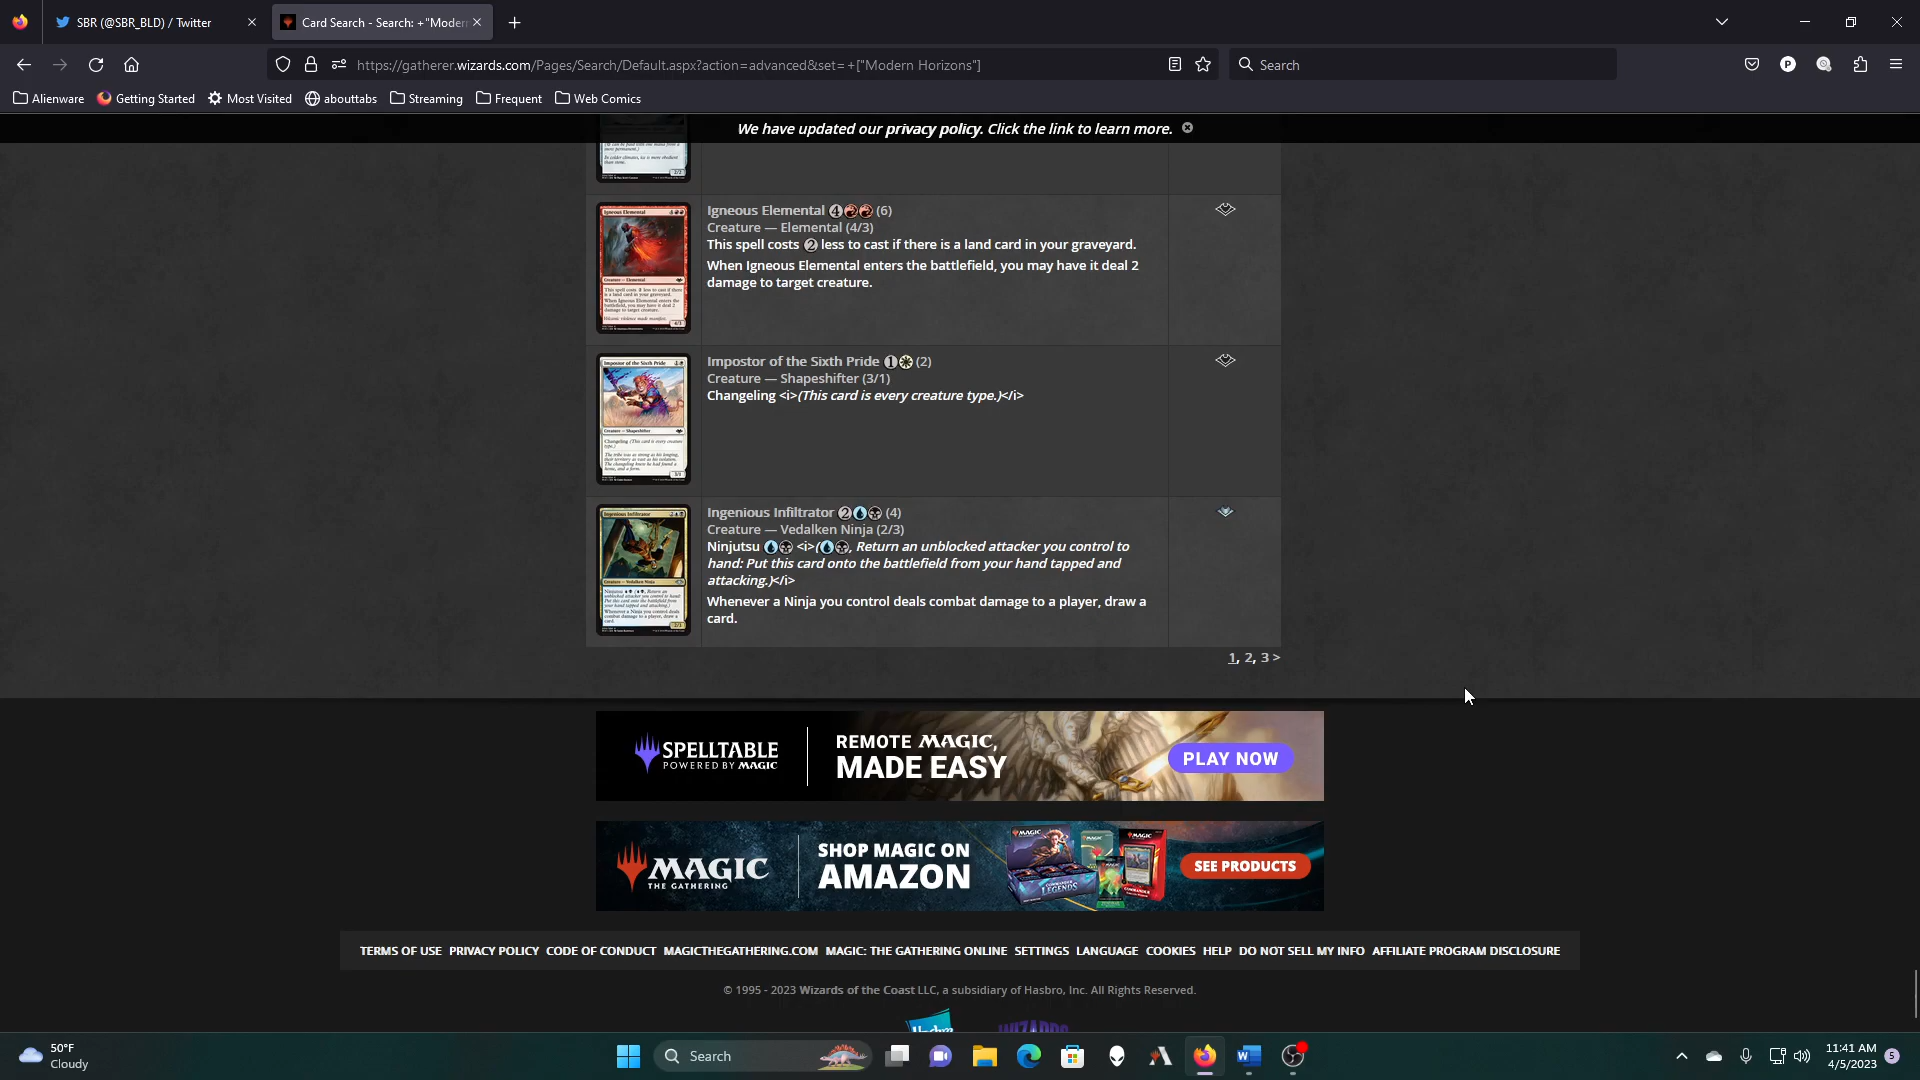 SBR (@SBR_BLD) / Twitter
Card Search - Search: +"Modern
https://gatherer.wizards.com/Pages/Search/Default.aspx?action=advanced&set=+["Modern Horizons"]
Search
Alienware
Getting Started
Most Visited
abouttabs
Streaming
Frequent
Web Comics
We have updated our privacy policy. Click the link to learn more.
Igneous Elemental 4 (6)
Creature — Elemental (4/3)
This spell costs 2 less to cast if there is a land card in your graveyard.
When Igneous Elemental enters the battlefield, you may have it deal 2
damage to target creature.
Impostor of the Sixth Pride 1 (2)
Creature — Shapeshifter (3/1)
Changeling <i>(This card is every creature type.)</i>
Ingenious Infiltrator 2 (4)
Creature — Vedalken Ninja (2/3)
Ninjutsu <i>(, Return an unblocked attacker you control to
hand: Put this card onto the battlefield from your hand tapped and
attacking.)</i>
Whenever a Ninja you control deals combat damage to a player, draw a
card.
1, 2, 3 >
SPELLTABLE
POWERED BY MAGIC
REMOTE MAGIC,
MADE EASY
PLAY NOW
MAGIC
THE GATHERING
SHOP MAGIC ON
AMAZON
SEE PRODUCTS
TERMS OF USE PRIVACY POLICY CODE OF CONDUCT MAGICTHEGATHERING.COM MAGIC: THE GATHERING ONLINE SETTINGS LANGUAGE COOKIES HELP DO NOT SELL MY INFO AFFILIATE PROGRAM DISCLOSURE
© 1995 - 2023 Wizards of the Coast LLC, a subsidiary of Hasbro, Inc. All Rights Reserved.
50°F
Cloudy
Search
11:41 AM
4/5/2023
5